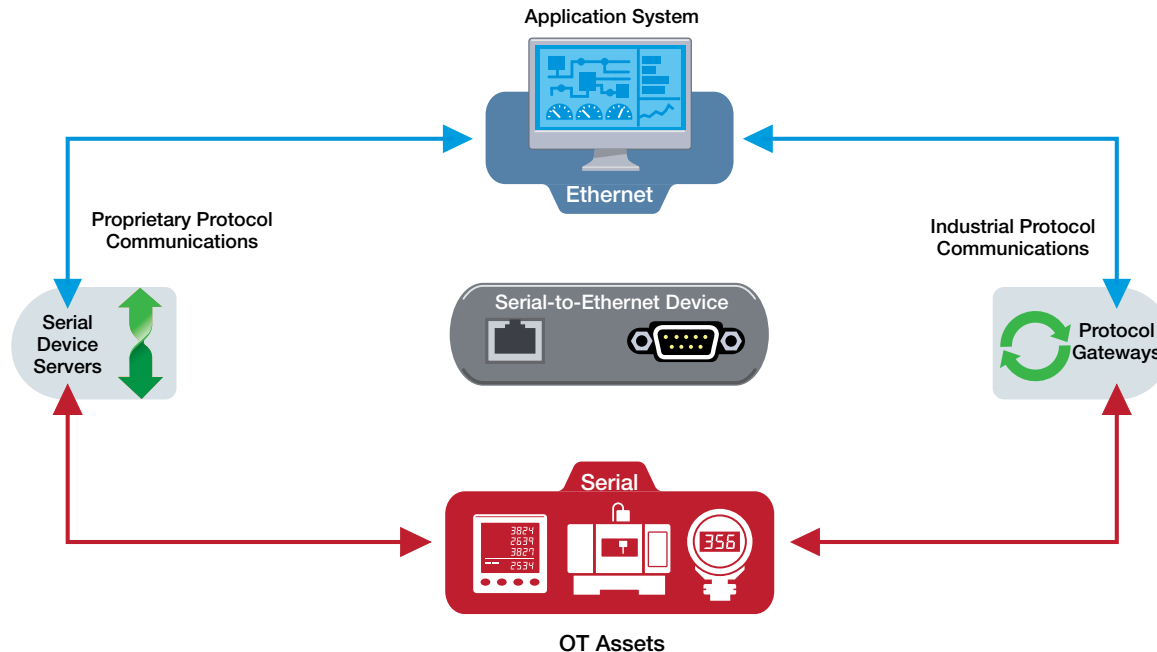 Application System
Ethernet
Proprietary Protocol
Communications
Industrial Protocol
Communications
Serial-to-Ethernet Device
Serial
Device
Servers
Protocol
Gateways
Serial
3824
2639
3827
2534
356
OT Assets